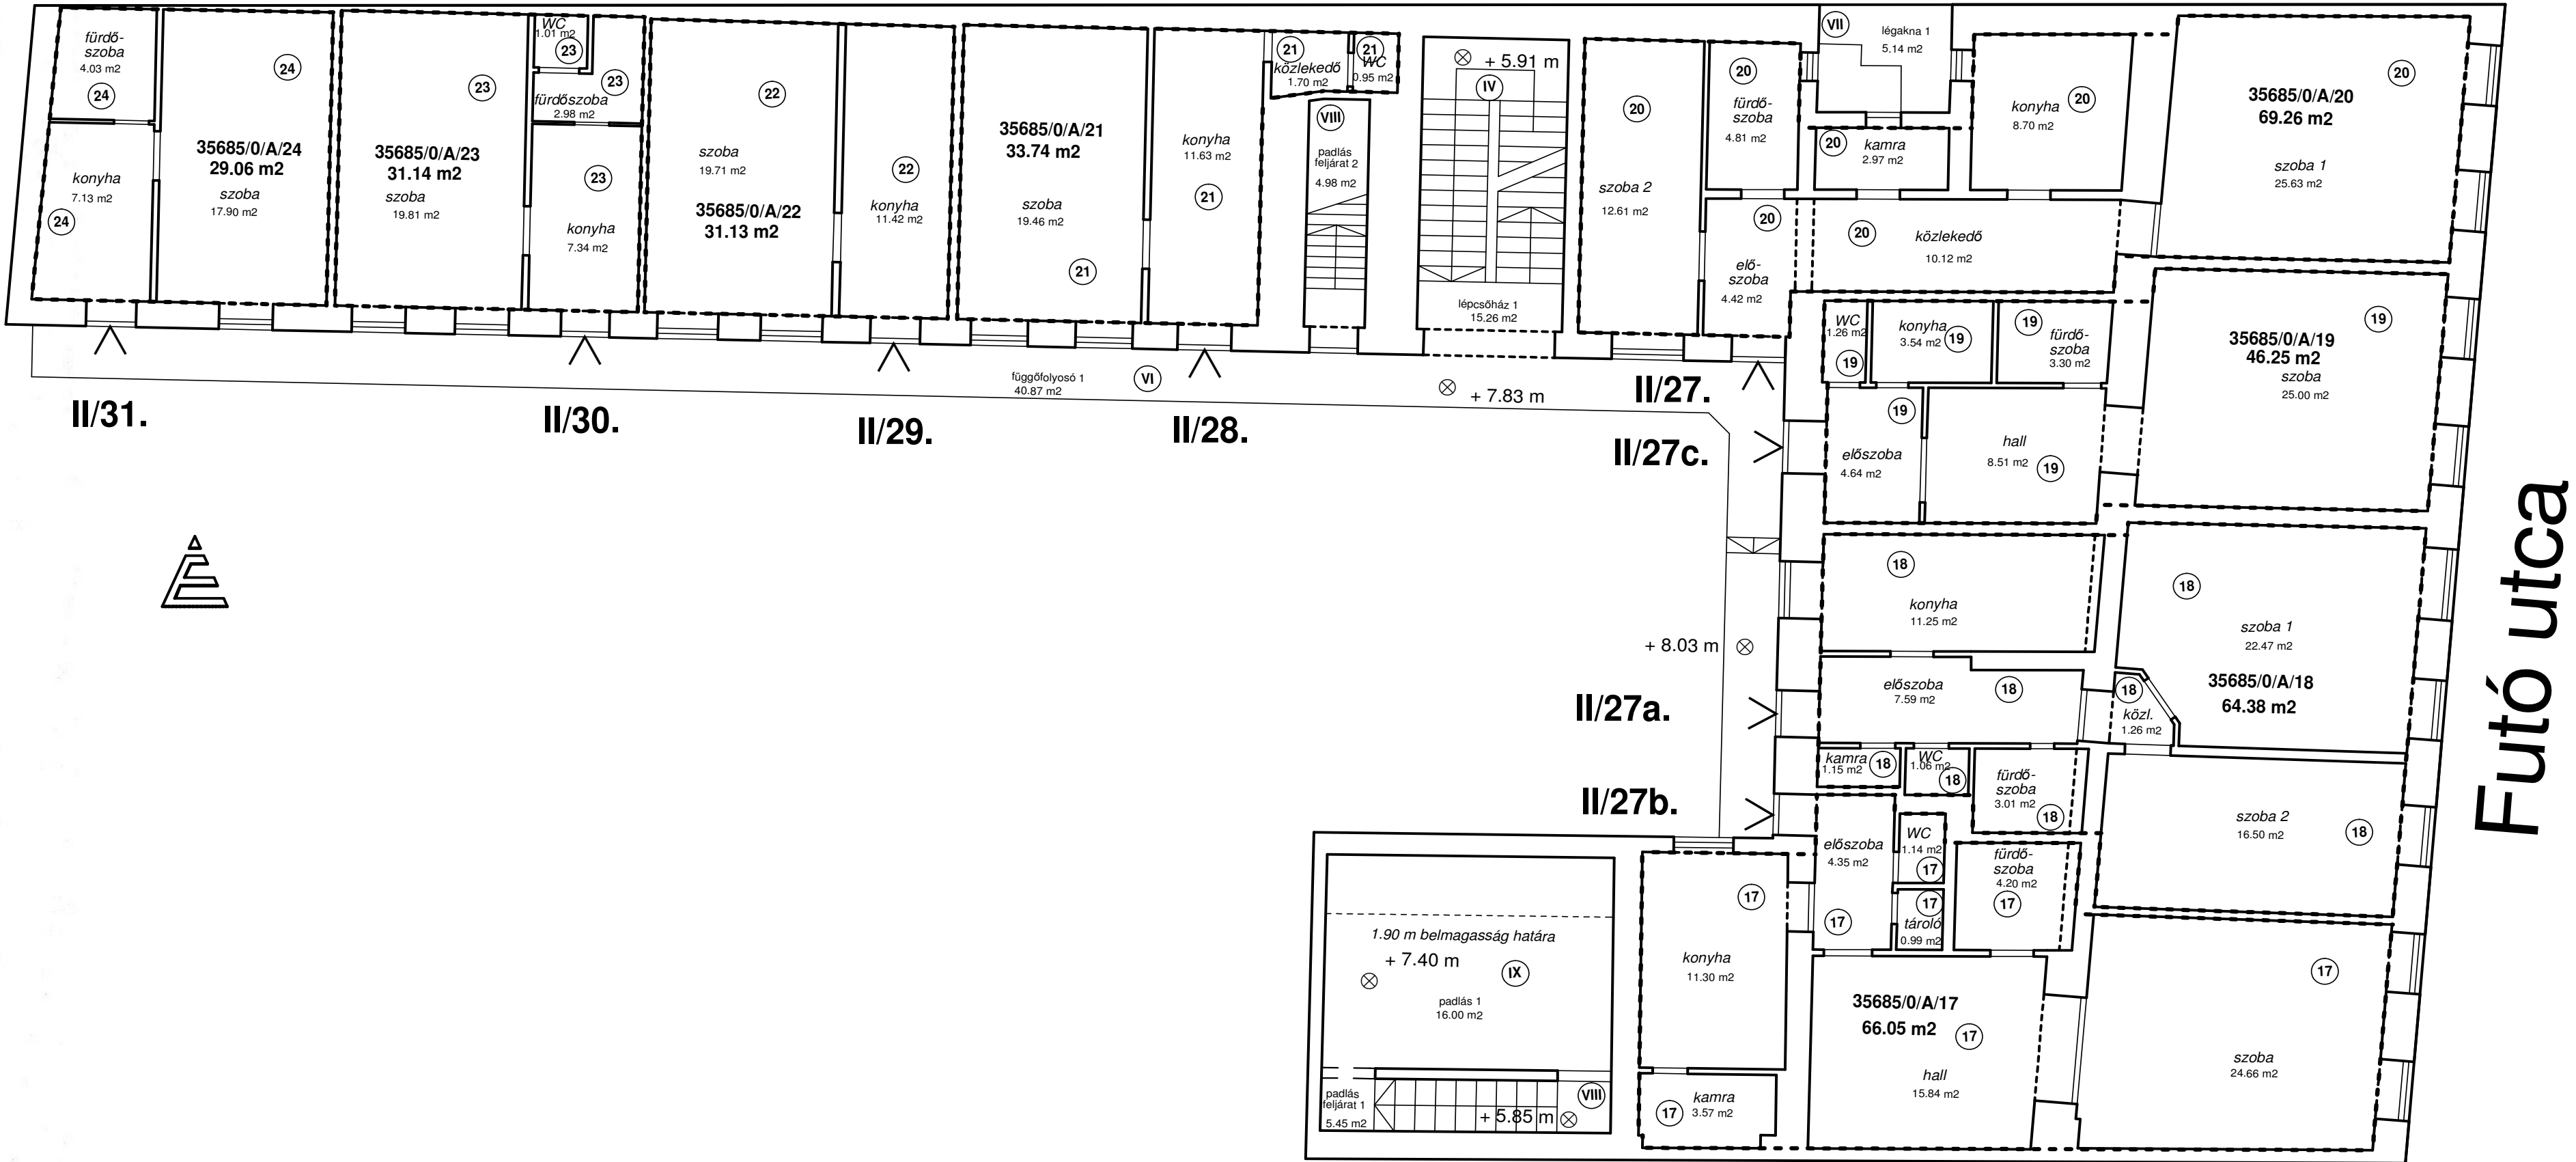 fürdő-
szoba
4.03 m2
24
konyha
7.13 m2
24
24
35685/0/A/24
29.06 m2
szoba
17.90 m2
23
35685/0/A/23
31.14 m2
szoba
19.81 m2
WC
1.01 m2
23
23
fürdőszoba
2.98 m2
23
konyha
7.34 m2
22
szoba
19.71 m2
35685/0/A/22
31.13 m2
22
konyha
11.42 m2
35685/0/A/21
33.74 m2
szoba
19.46 m2
21
konyha
11.63 m2
21
21
közlekedő
1.70 m2
21
WC
0.95 m2
VIII
padlás
feljárat 2
4.98 m2
+ 5.91 m
IV
lépcsőház 1
15.26 m2
20
szoba 2
12.61 m2
20
fürdő-
szoba
4.81 m2
VII
légakna 1
5.14 m2
20
kamra
2.97 m2
konyha
20
8.70 m2
20
35685/0/A/20
69.26 m2
szoba 1
25.63 m2
20
elő-
szoba
4.42 m2
20
közlekedő
10.12 m2
függőfolyosó 1
40.87 m2
VI
+ 7.83 m
II/31.
II/30.
II/29.
II/28.
II/27.
II/27c.
WC
1.26 m2
19
konyha
3.54 m2
19
19
fürdő-
szoba
3.30 m2
19
35685/0/A/19
46.25 m2
szoba
25.00 m2
19
előszoba
4.64 m2
hall
8.51 m2
19
18
konyha
11.25 m2
18
szoba 1
22.47 m2
35685/0/A/18
64.38 m2
+ 8.03 m
II/27a.
előszoba
7.59 m2
18
18
közl.
1.26 m2
kamra
1.15 m2
18
WC
1.06 m2
18
fürdő-
szoba
3.01 m2
18
szoba 2
16.50 m2
18
II/27b.
előszoba
4.35 m2
17
WC
1.14 m2
17
17
tároló
0.99 m2
fürdő-
szoba
4.20 m2
17
17
konyha
11.30 m2
1.90 m belmagasság határa
+ 7.40 m
IX
padlás 1
16.00 m2
padlás
feljárat 1
5.45 m2
+ 5.85 m
VIII
17
kamra
3.57 m2
35685/0/A/17
66.05 m2
17
hall
15.84 m2
17
szoba
24.66 m2
Futó utca
É